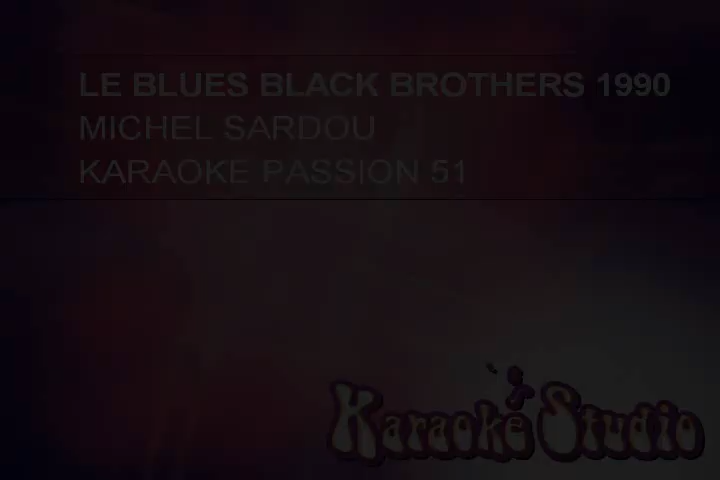 LE BLUES BLACK BROTHERS 1990
MICHEL SARDOU
KARAOKE PASSION 51
Karaoke Studio